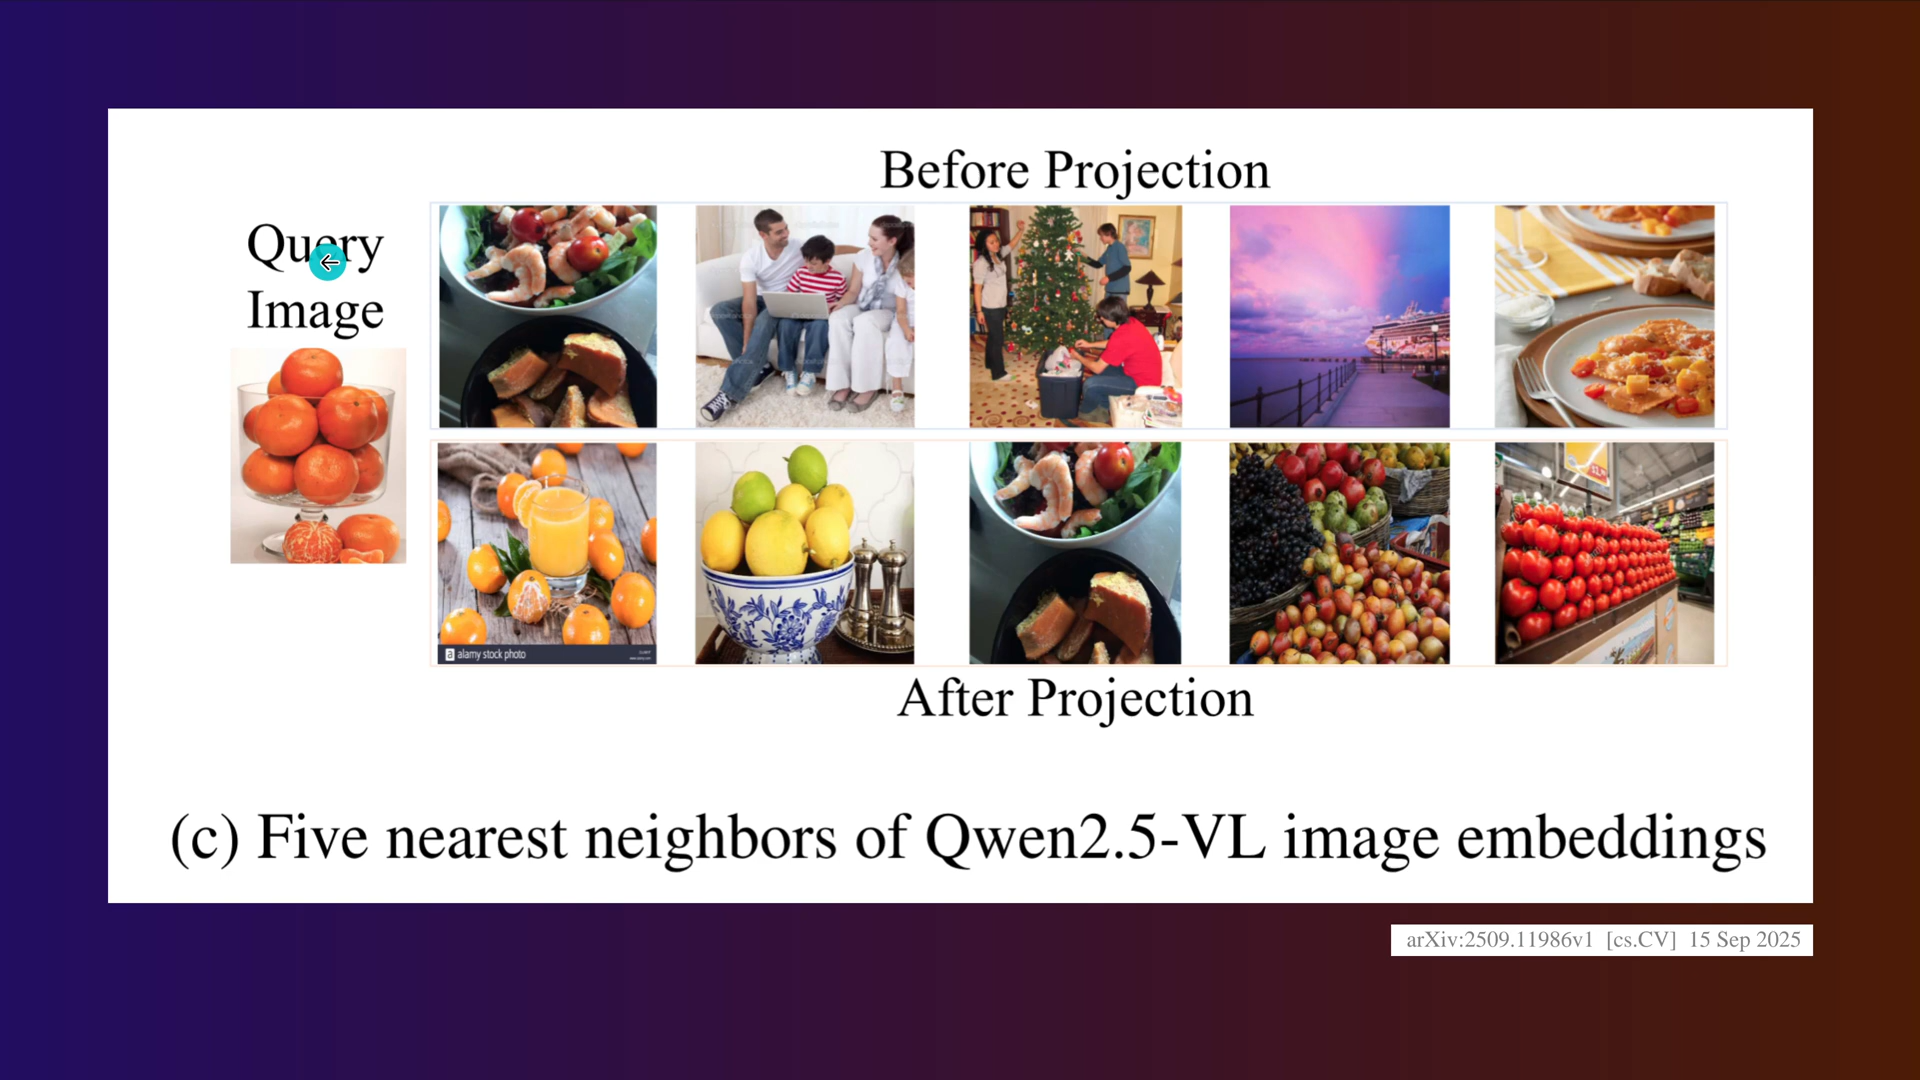 Before Projection
Query
Image
alamy stock photo
After Projection
(c) Five nearest neighbors of Qwen2.5-VL image embeddings
arXiv:2509.11986v1 [cs.CV] 15 Sep 2025